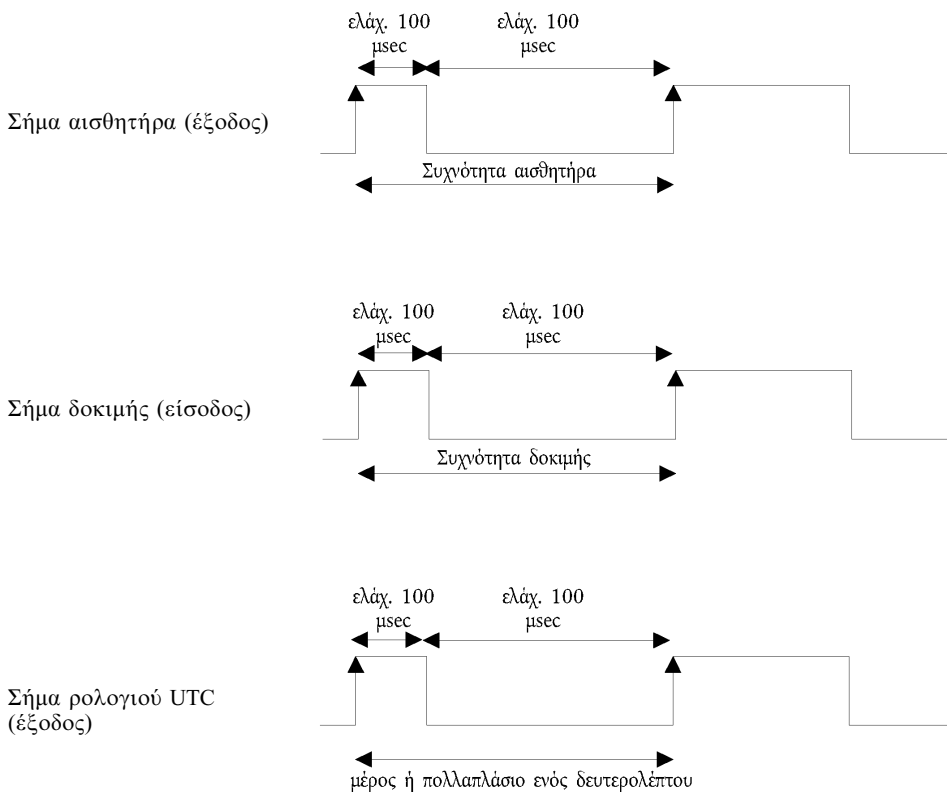 ελάχ. 100
μsec
ελάχ. 100
μsec
Σήμα αισθητήρα (έξοδος)
Συχνότητα αισθητήρα
ελάχ. 100
μsec
ελάχ. 100
μsec
Σήμα δοκιμής (είσοδος)
Συχνότητα δοκιμής
ελάχ. 100
μsec
ελάχ. 100
μsec
Σήμα ρολογιού UTC
(έξοδος)
μέρος ή πολλαπλάσιο ενός δευτερολέπτου